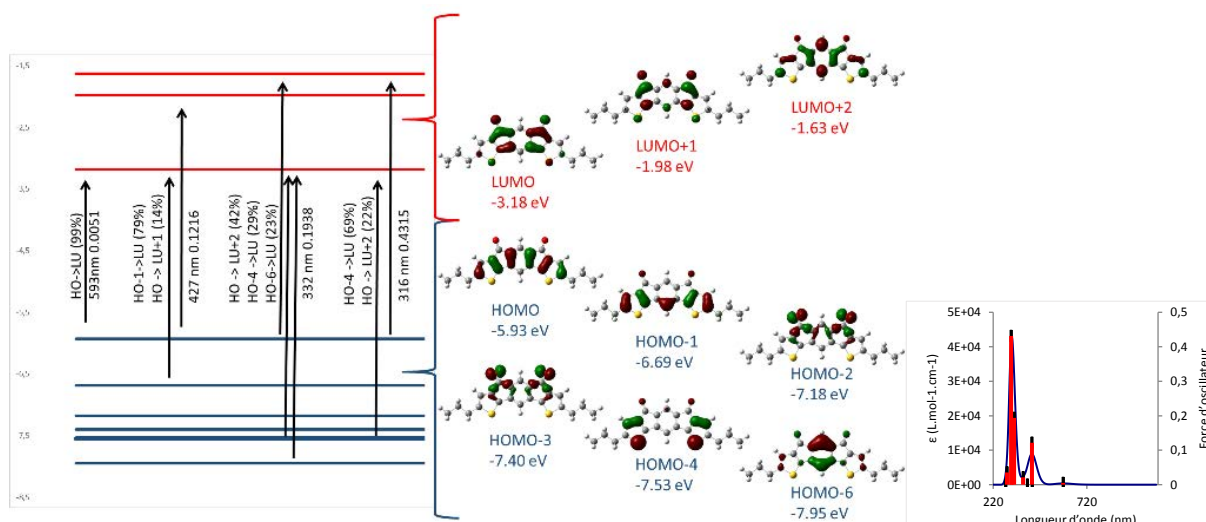 -1,5
-2,5
-3,5
-4,5
-5,5
-6,5
-7,5
-8,5
HO->LU (99%)
593nm 0.0051
HO-1->LU (79%)
HO -> LU+1 (14%)
427 nm 0.1216
HO -> LU+2 (42%)
HO-4 ->LU (29%)
HO-6->LU (23%)
332 nm 0.1938
HO-4 ->LU (69%)
HO -> LU+2 (22%)
316 nm 0.4315
LUMO
-3.18 eV
LUMO+1
-1.98 eV
LUMO+2
-1.63 eV
HOMO
-5.93 eV
HOMO-1
-6.69 eV
HOMO-2
-7.18 eV
HOMO-3
-7.40 eV
HOMO-4
-7.53 eV
HOMO-6
-7.95 eV
ε (L.mol-1.cm-1)
5E+04
4E+04
3E+04
2E+04
1E+04
0E+00
220
720
Longueur d'onde (nm)
0,5
0,4
0,3
0,2
0,1
0
Force d'oscillateur